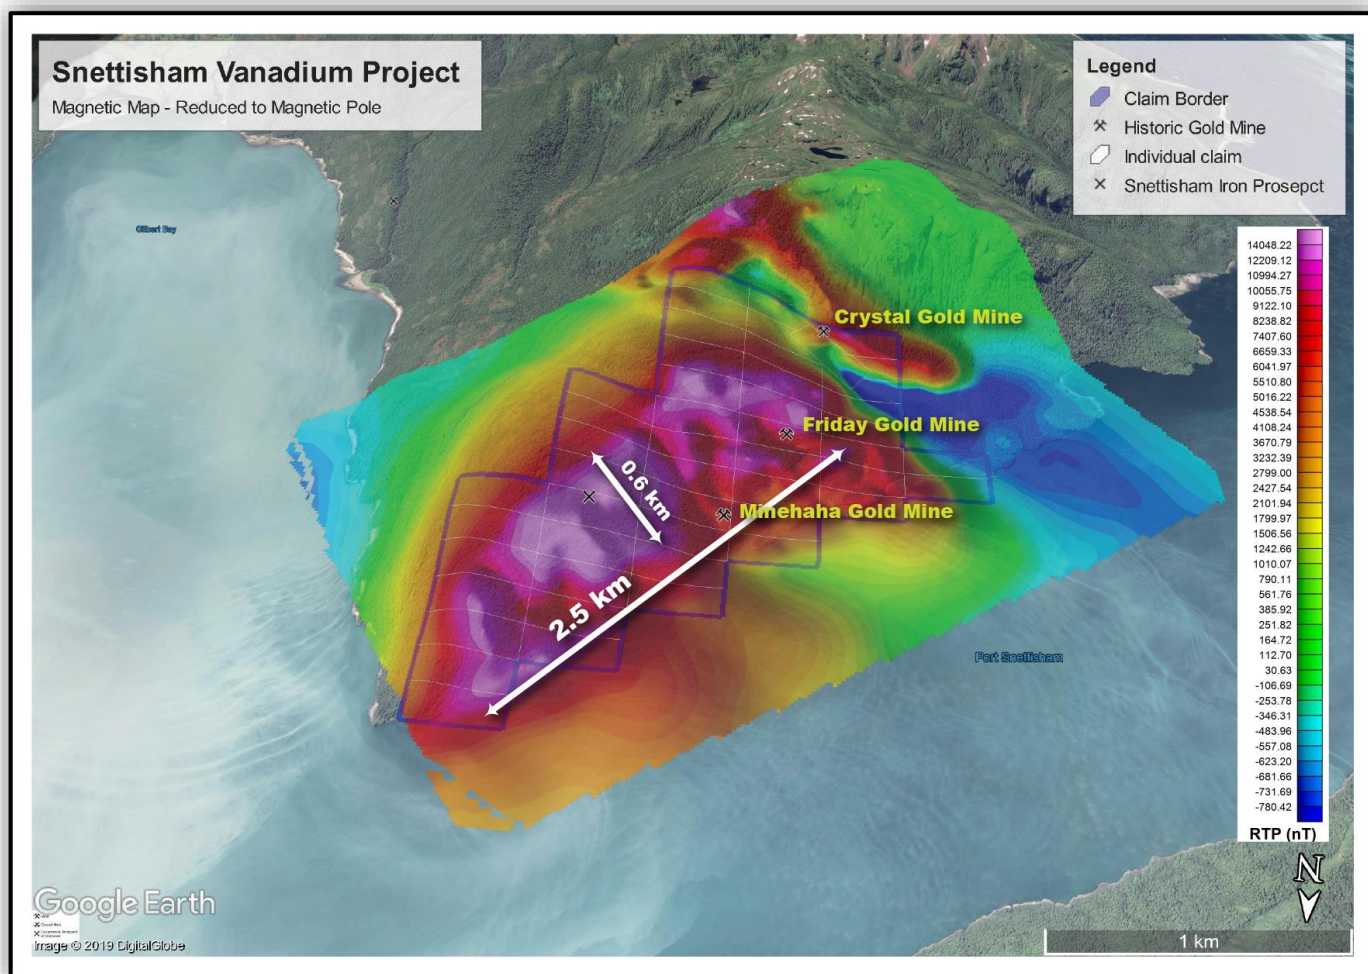 Snettisham Vanadium Project
Magnetic Map - Reduced to Magnetic Pole
Legend
Claim Border
Historic Gold Mine
Individual claim
Snettisham Iron Prosepct
Gilbert Bay
Crystal Gold Mine
Friday Gold Mine
Minehaha Gold Mine
0.6 km
2.5 km
Port Snettisham
14048.22
12209.12
10994.27
10055.75
9122.10
8238.82
7407.60
6659.33
6041.97
5510.80
5016.22
4538.54
4108.24
3670.79
3232.39
2799.00
2427.54
2101.94
1799.97
1506.56
1242.66
1010.07
790.11
561.76
385.92
251.82
164.72
112.70
30.63
-106.69
-253.78
-346.31
-483.96
-557.08
-623.20
-681.66
-731.69
-780.42
RTP (nT)
N
1 km
Google Earth
Image © 2019 DigitalGlobe